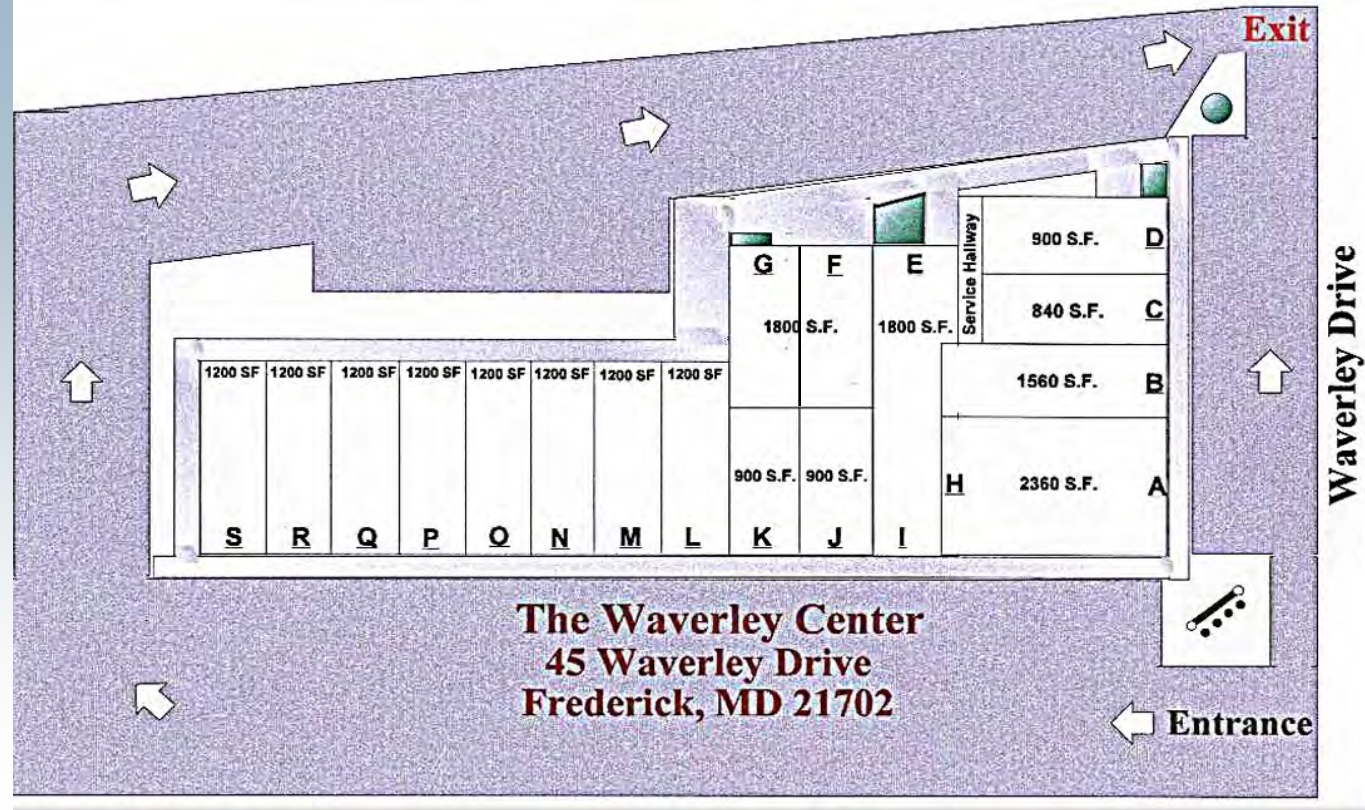 Exit
Waverley Drive
Service Hallway
900 S.F. D
840 S.F. C
1560 S.F. B
2360 S.F. A
H
G F E
1800 S.F. 1800 S.F.
1200 SF 1200 SF 1200 SF 1200 SF 1200 SF 1200 SF 1200 SF 1200 SF
900 S.F. 900 S.F.
S R Q P O N M L K J I
The Waverley Center
45 Waverley Drive
Frederick, MD 21702
Entrance